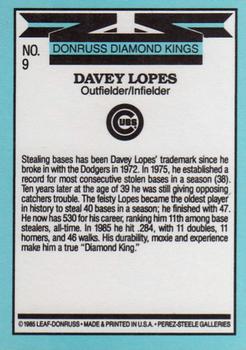 NO.
9
DONRUSS DIAMOND KINGS
DAVEY LOPES
Outfielder/Infielder
CUBS
Stealing bases has been Davey Lopes' trademark since he
broke in with the Dodgers in 1972. In 1975, he established a
record for most consecutive stolen bases in a season (38).
Ten years later at the age of 39 he was still giving opposing
catchers trouble. The feisty Lopes became the oldest player
in history to steal 40 bases in a season; he finished with 47.
He now has 530 for his career, ranking him 11th among base
stealers, all-time. In 1985 he hit .284, with 11 doubles, 11
homers, and 46 walks. His durability, moxie and experience
make him a true "Diamond King."
© 1985 LEAF-DONRUSS • MADE & PRINTED IN U.S.A. • PEREZ-STEELE GALLERIES